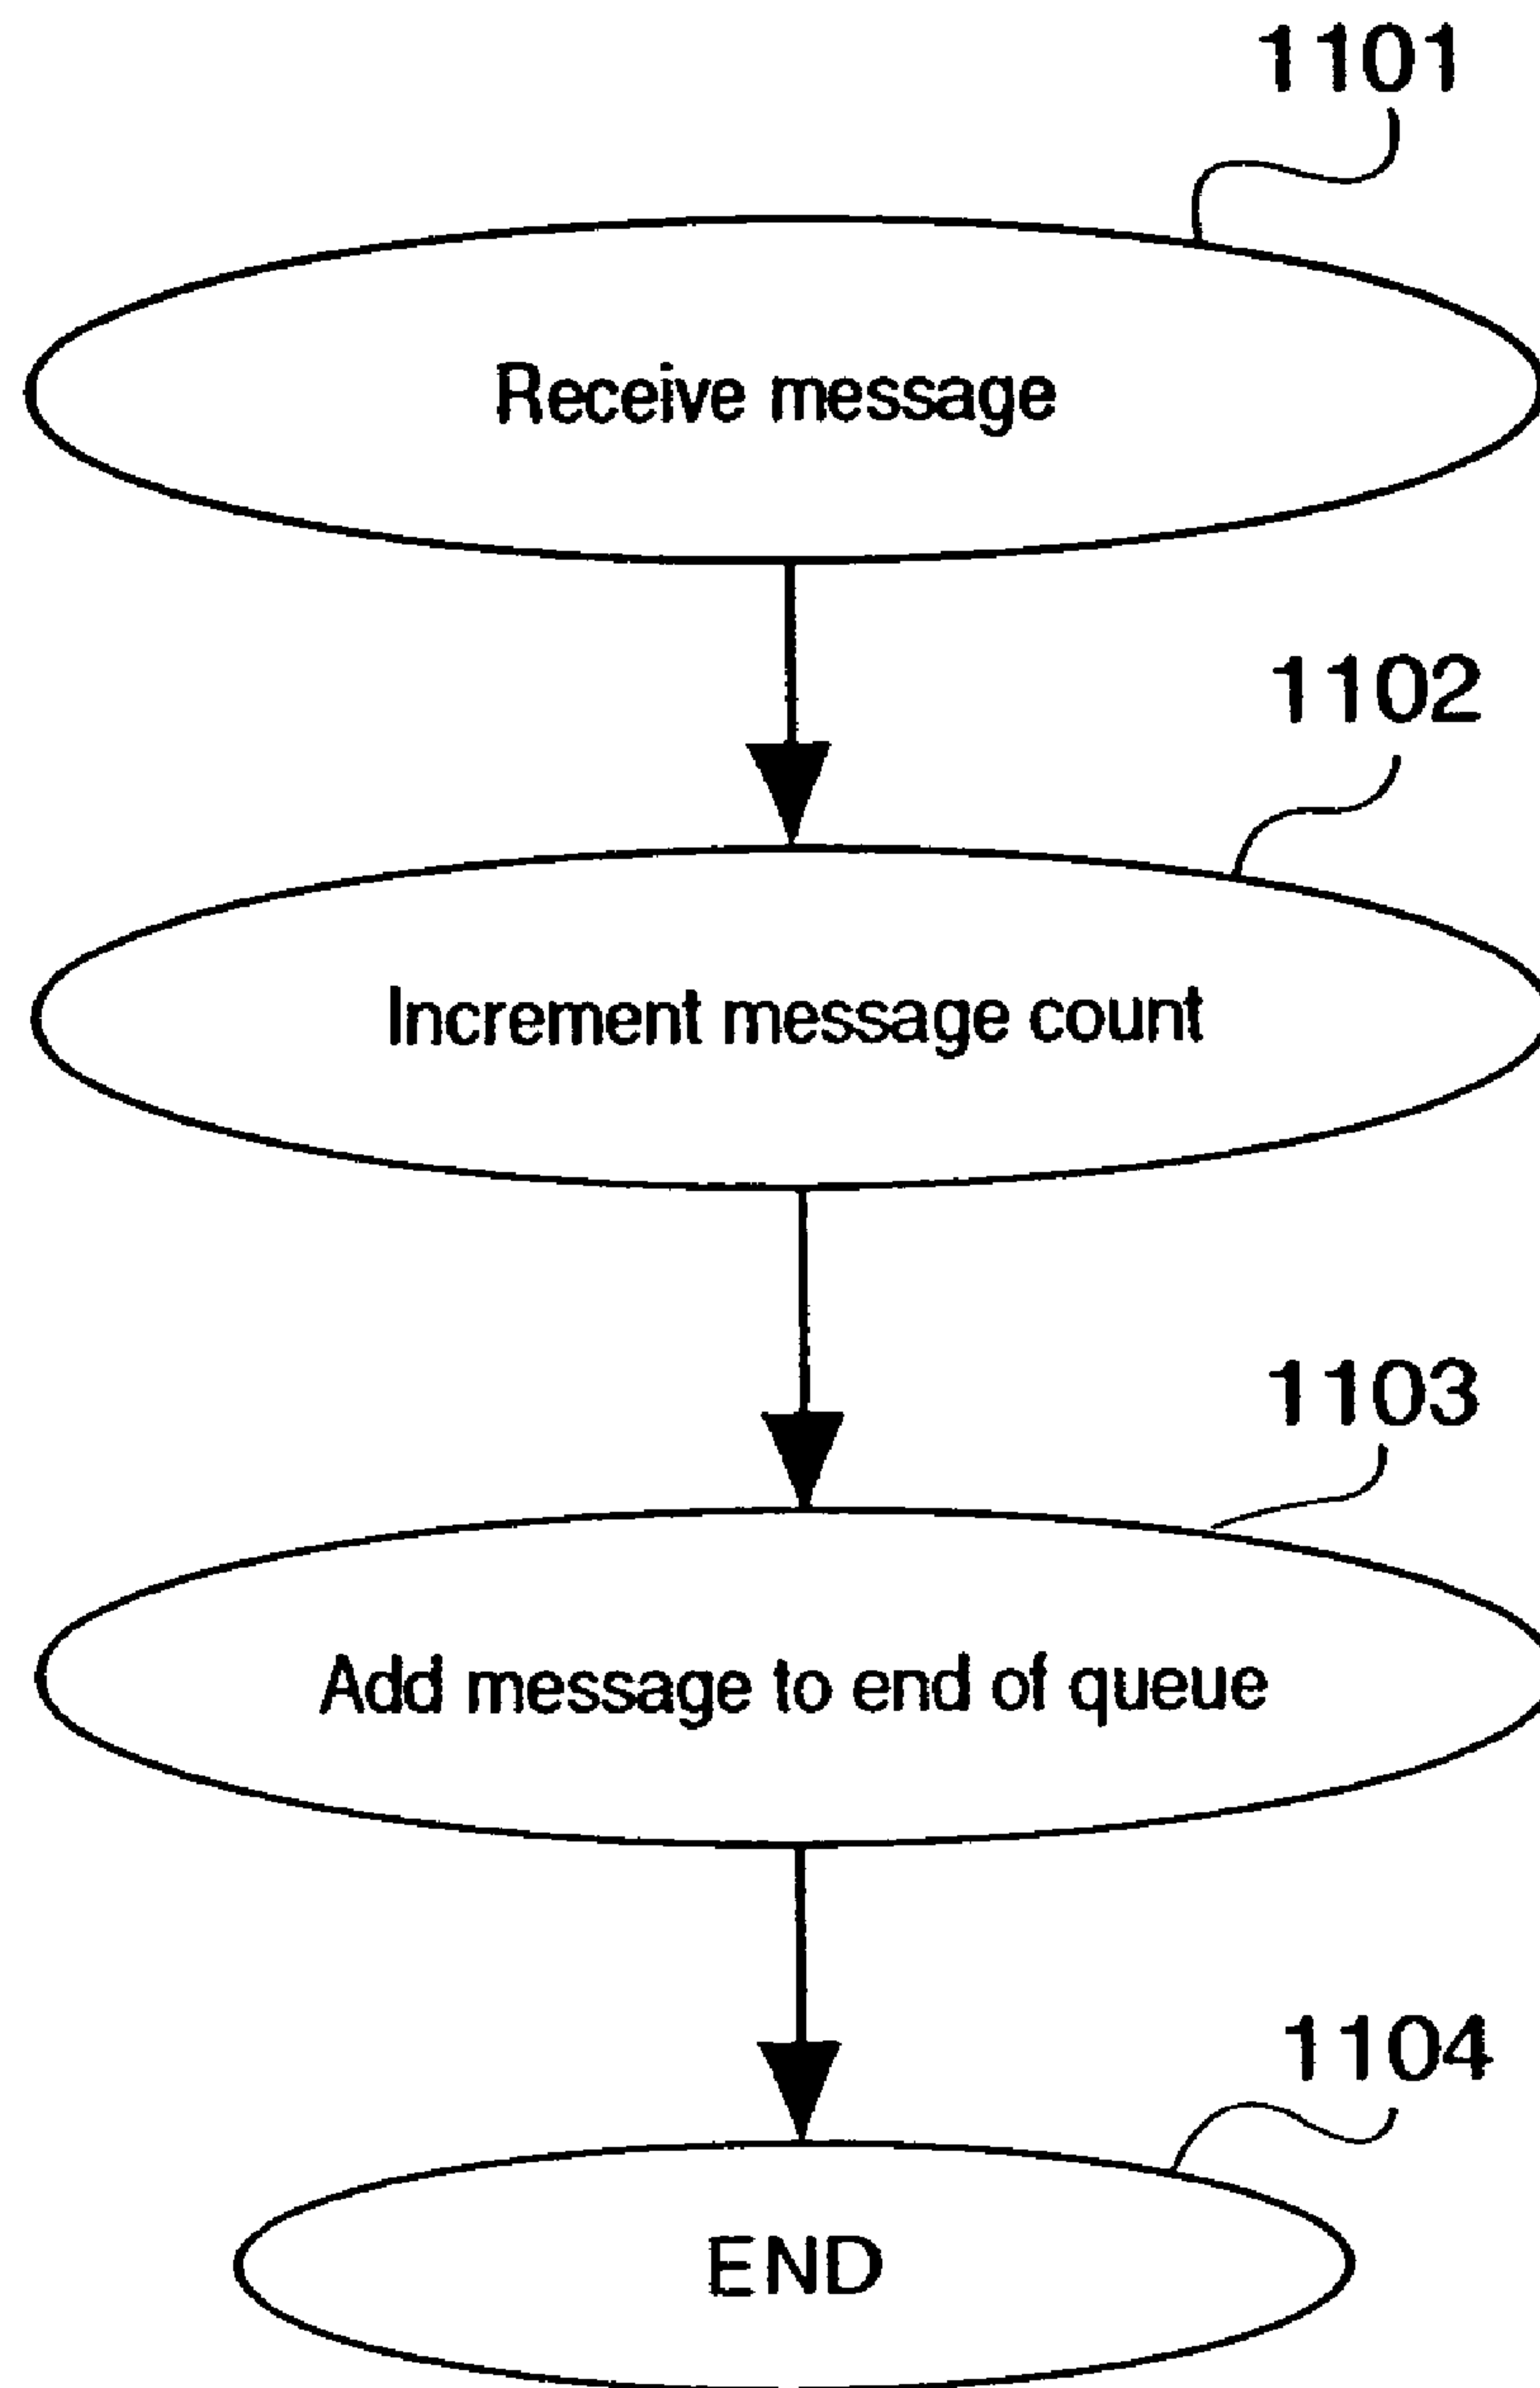 1101
Receive message
1102
Increment message count
1103
Add message to end of queue
1104
END